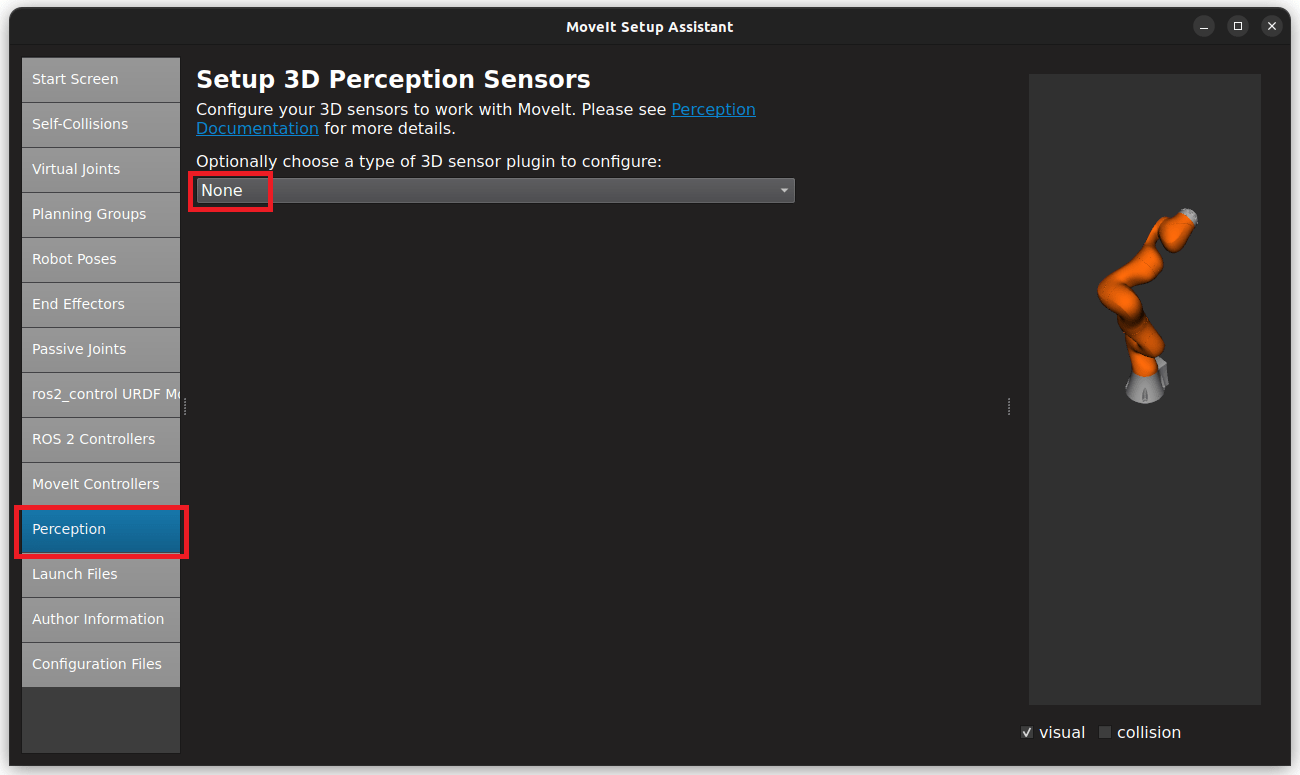 MoveIt Setup Assistant
Start Screen
Self-Collisions
Virtual Joints
Planning Groups
Robot Poses
End Effectors
Passive Joints
ros2_control URDF Mo
ROS 2 Controllers
MoveIt Controllers
Perception
Launch Files
Author Information
Configuration Files
Setup 3D Perception Sensors
Configure your 3D sensors to work with MoveIt. Please see Perception
Documentation for more details.
Optionally choose a type of 3D sensor plugin to configure:
None
visual
collision